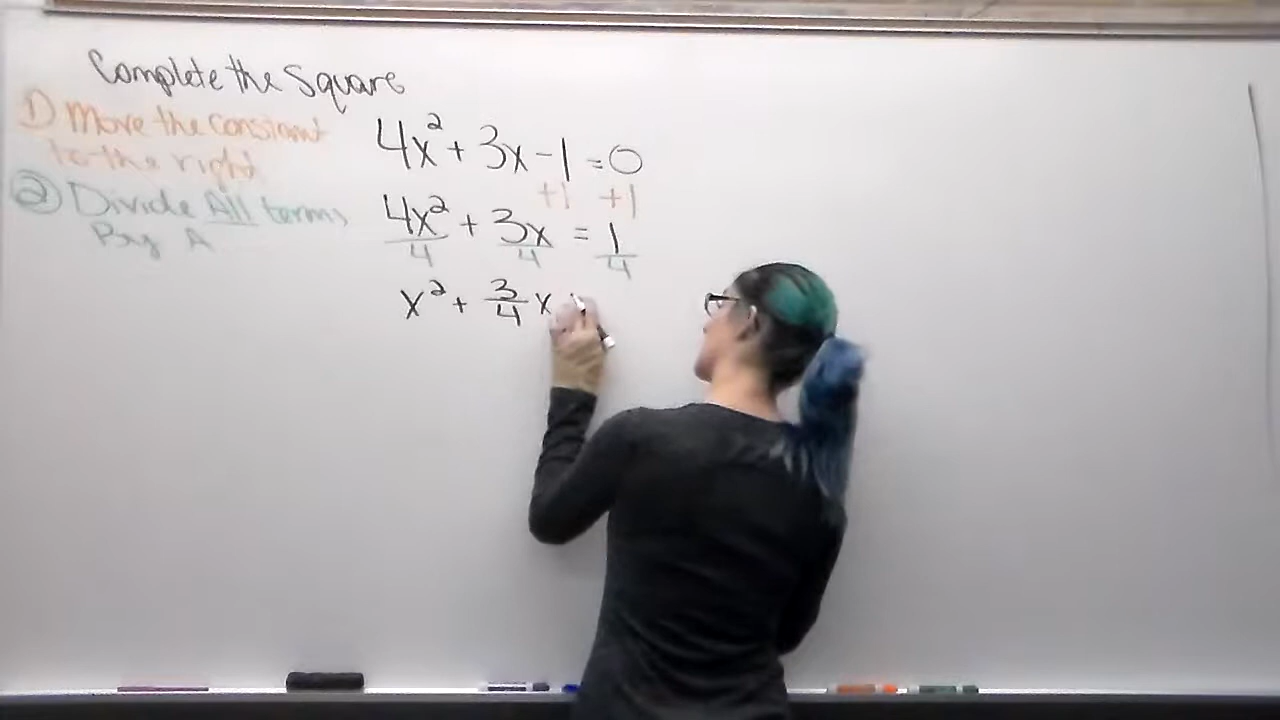 Complete the Square
1) Move the constant
to the right
2) Divide All terms
By A
4x² + 3x - 1 = 0
+1 +1
4x²/4 + 3x/4 = 1/4
x² + 3/4 x